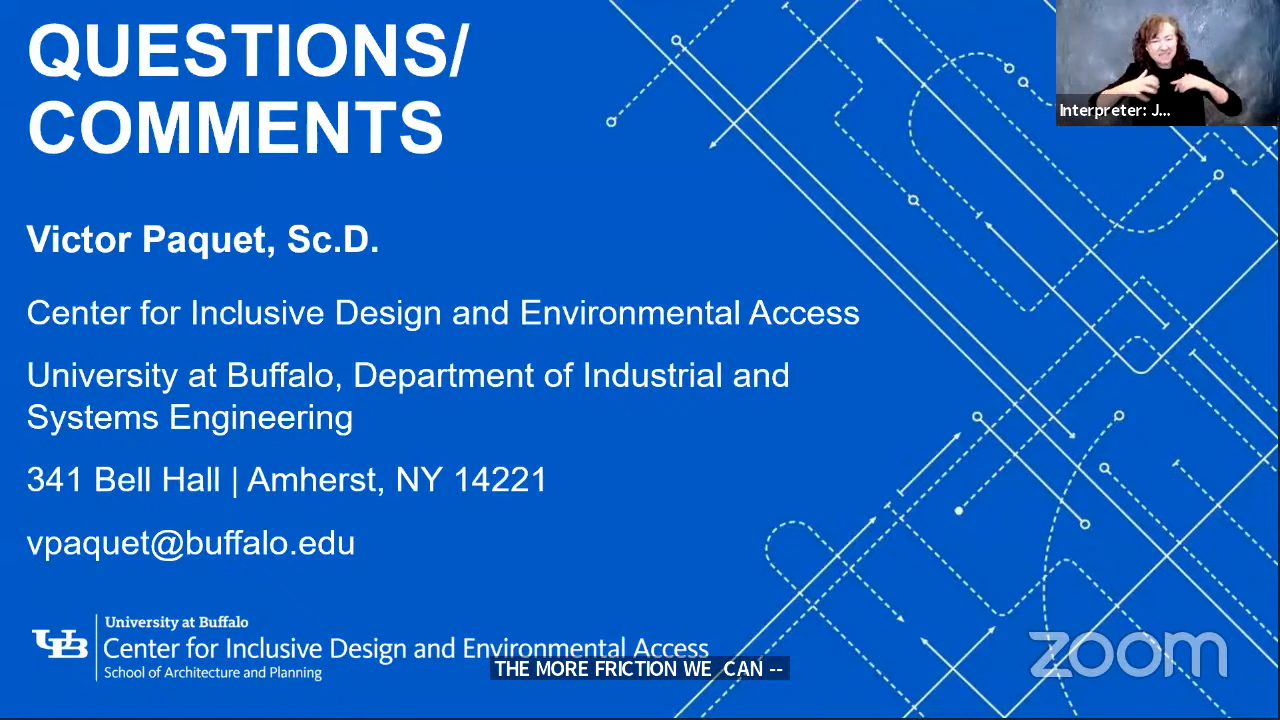 QUESTIONS/
COMMENTS
Interpreter: J...
Victor Paquet, Sc.D.
Center for Inclusive Design and Environmental Access
University at Buffalo, Department of Industrial and
Systems Engineering
341 Bell Hall | Amherst, NY 14221
vpaquet@buffalo.edu
UB
University at Buffalo
Center for Inclusive Design and Environmental Access
School of Architecture and Planning
THE MORE FRICTION WE CAN --
zoom